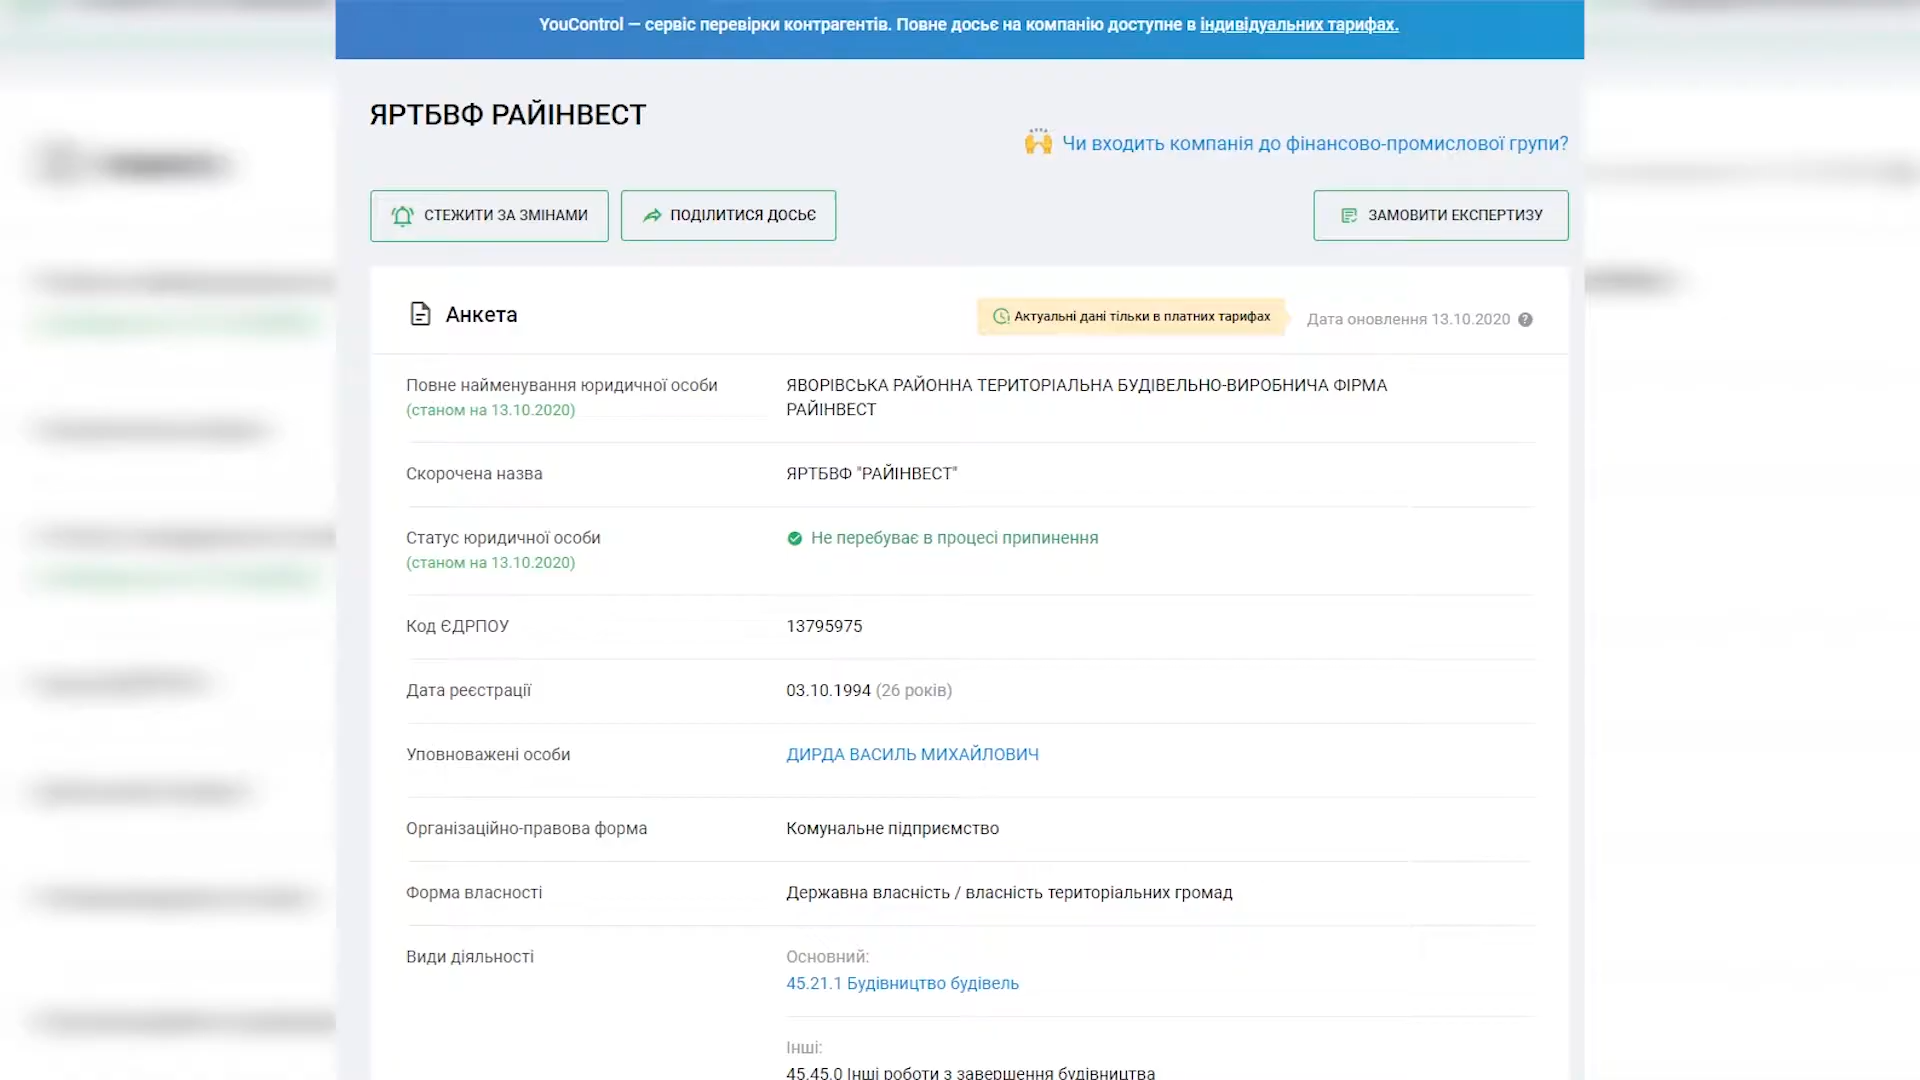 YouControl — сервіс перевірки контрагентів. Повне досьє на компанію доступне в індивідуальних тарифах.
ЯРТБВФ РАЙІНВЕСТ
Чи входить компанія до фінансово-промислової групи?
СТЕЖИТИ ЗА ЗМІНАМИ
ПОДІЛИТИСЯ ДОСЬЄ
ЗАМОВИТИ ЕКСПЕРТИЗУ
Анкета
Актуальні дані тільки в платних тарифах
Дата оновлення 13.10.2020
Повне найменування юридичної особи
(станом на 13.10.2020)
ЯВОРІВСЬКА РАЙОННА ТЕРИТОРІАЛЬНА БУДІВЕЛЬНО-ВИРОБНИЧА ФІРМА
РАЙІНВЕСТ
Скорочена назва
ЯРТБВФ "РАЙІНВЕСТ"
Статус юридичної особи
(станом на 13.10.2020)
Не перебуває в процесі припинення
Код ЄДРПОУ
13795975
Дата реєстрації
03.10.1994 (26 років)
Уповноважені особи
ДИРДА ВАСИЛЬ МИХАЙЛОВИЧ
Організаційно-правова форма
Комунальне підприємство
Форма власності
Державна власність / власність територіальних громад
Види діяльності
Основний:
45.21.1 Будівництво будівель
Інші:
45.45.0 Інші роботи з завершення будівництва